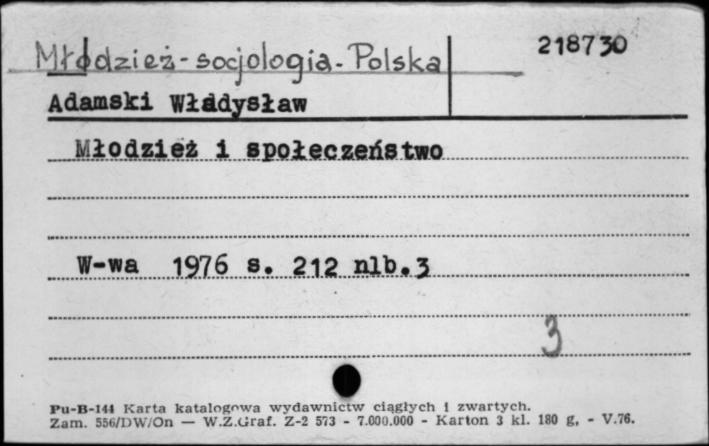 Młodzież - socjologia - Polska
218730
Adamski Władysław
Młodzież i społeczeństwo
W-wa 1976 s. 212 nlb.3
3
Pu-B-144 Karta katalogowa wydawnictw ciągłych i zwartych.
Zam. 556/DW/On — W.Z.Graf. Z-2 573 - 7.000.000 - Karton 3 kl. 180 g, - V.76.